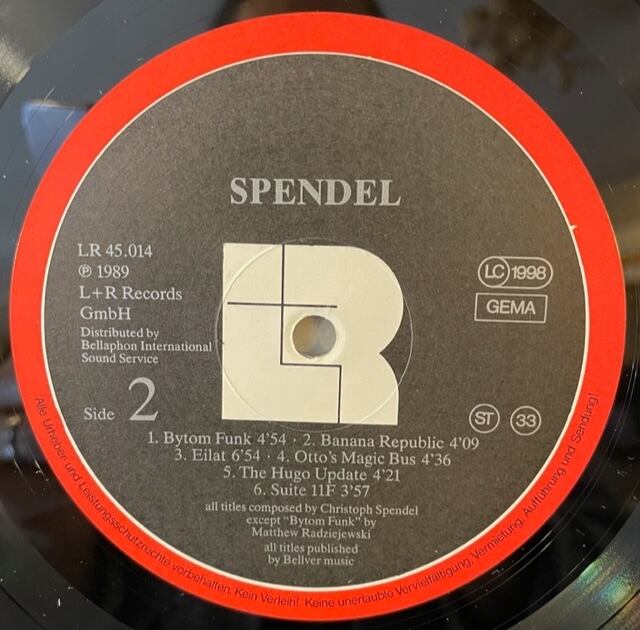 SPENDEL
LR 45.014
℗ 1989
L+R Records
GmbH
Distributed by
Bellaphon International
Sound Service
LC 1998
GEMA
Side 2
ST 33
1. Bytom Funk 4'54 · 2. Banana Republic 4'09
3. Eilat 6'54 · 4. Otto's Magic Bus 4'36
5. The Hugo Update 4'21
6. Suite 11F 3'57
all titles composed by Christoph Spendel
except "Bytom Funk" by
Matthew Radziejewski
all titles published
by Bellver music
Alle Urheber und Leistungsschutzrechte vorbehalten. Kein Verleih! Keine unerlaubte Vervielfältigung, Vermietung, Aufführung und Sendung!